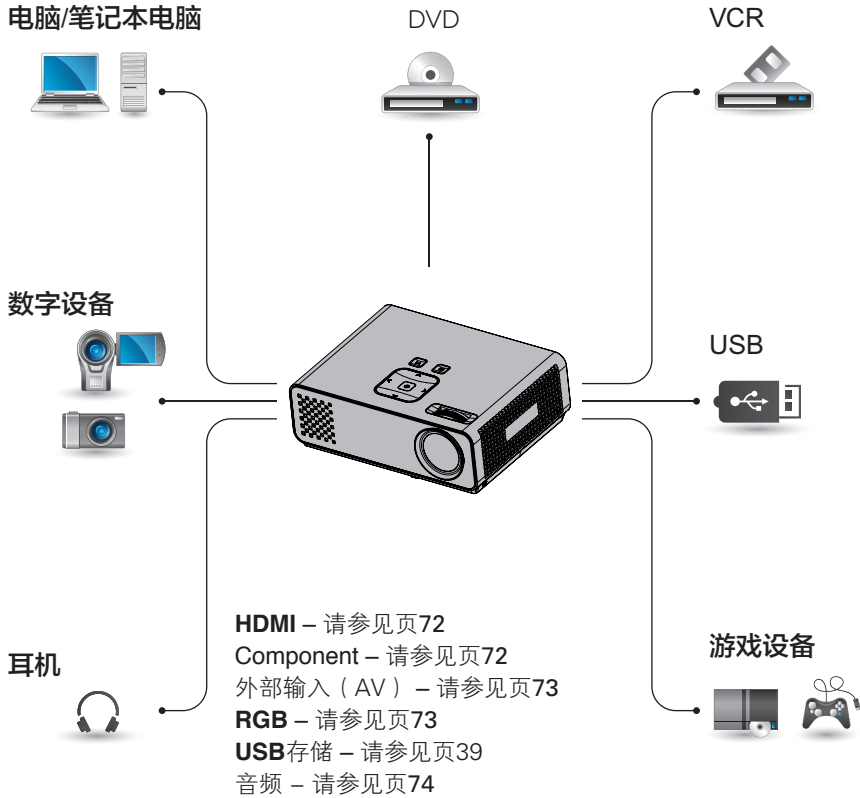 电脑/笔记本电脑
DVD
VCR
数字设备
USB
耳机
HDMI – 请参见页72
Component – 请参见页72
外部输入（AV） – 请参见页73
RGB – 请参见页73
USB存储 – 请参见页39
音频 – 请参见页74
游戏设备